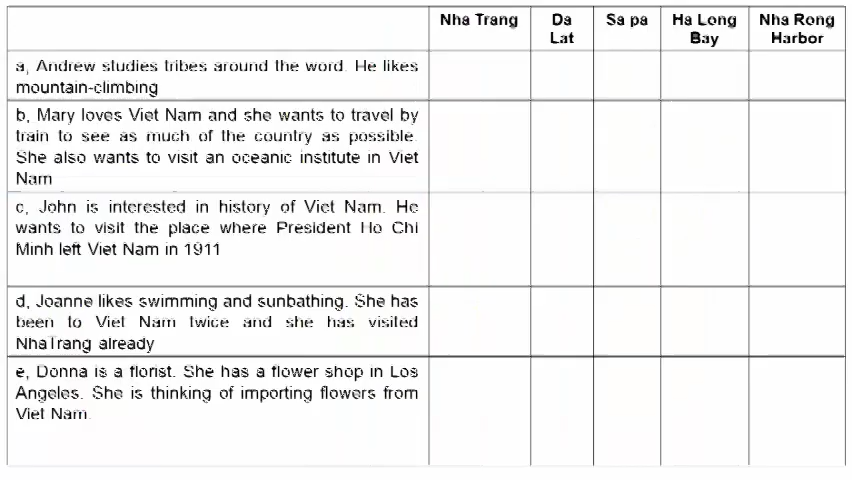 Nha Trang Da Sa pa Ha Long Nha Rong
Lat Bay Harbor
a, Andrew studies tribes around the word. He likes
mountain-climbing
b, Mary loves Viet Nam and she wants to travel by
train to see as much of the country as possible.
She also wants to visit an oceanic institute in Viet
Nam
c, John is interested in history of Viet Nam. He
wants to visit the place where President Ho Chi
Minh left Viet Nam in 1911
d, Joanne likes swimming and sunbathing. She has
been to Viet Nam twice and she has visited
NhaTrang already
e, Donna is a florist. She has a flower shop in Los
Angeles. She is thinking of importing flowers from
Viet Nam.